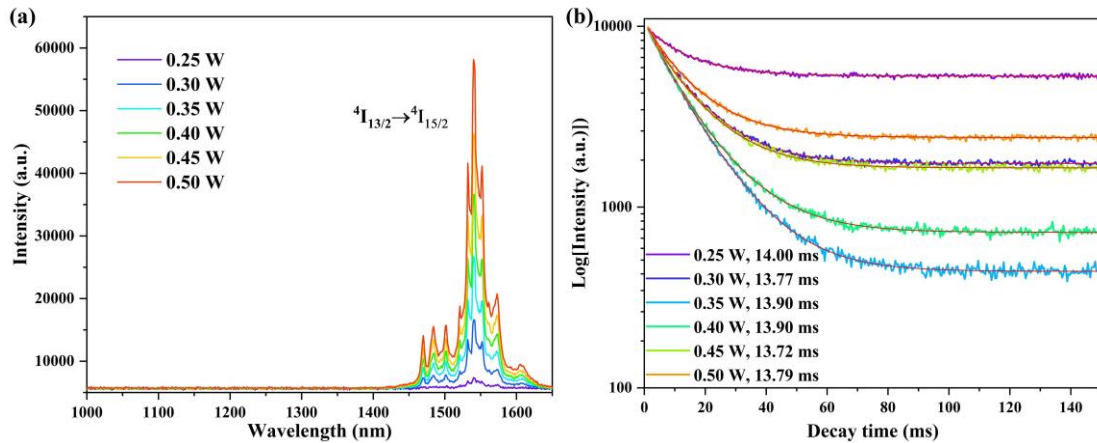 (a)
0.25 W
0.30 W
0.35 W
0.40 W
0.45 W
0.50 W
⁴I₁₃/₂→⁴I₁₅/₂
60000
50000
40000
30000
20000
10000
Intensity (a.u.)
1000 1100 1200 1300 1400 1500 1600
Wavelength (nm)
(b)
10000
1000
100
Log[Intensity (a.u.)])
0.25 W, 14.00 ms
0.30 W, 13.77 ms
0.35 W, 13.90 ms
0.40 W, 13.90 ms
0.45 W, 13.72 ms
0.50 W, 13.79 ms
0 20 40 60 80 100 120 140
Decay time (ms)